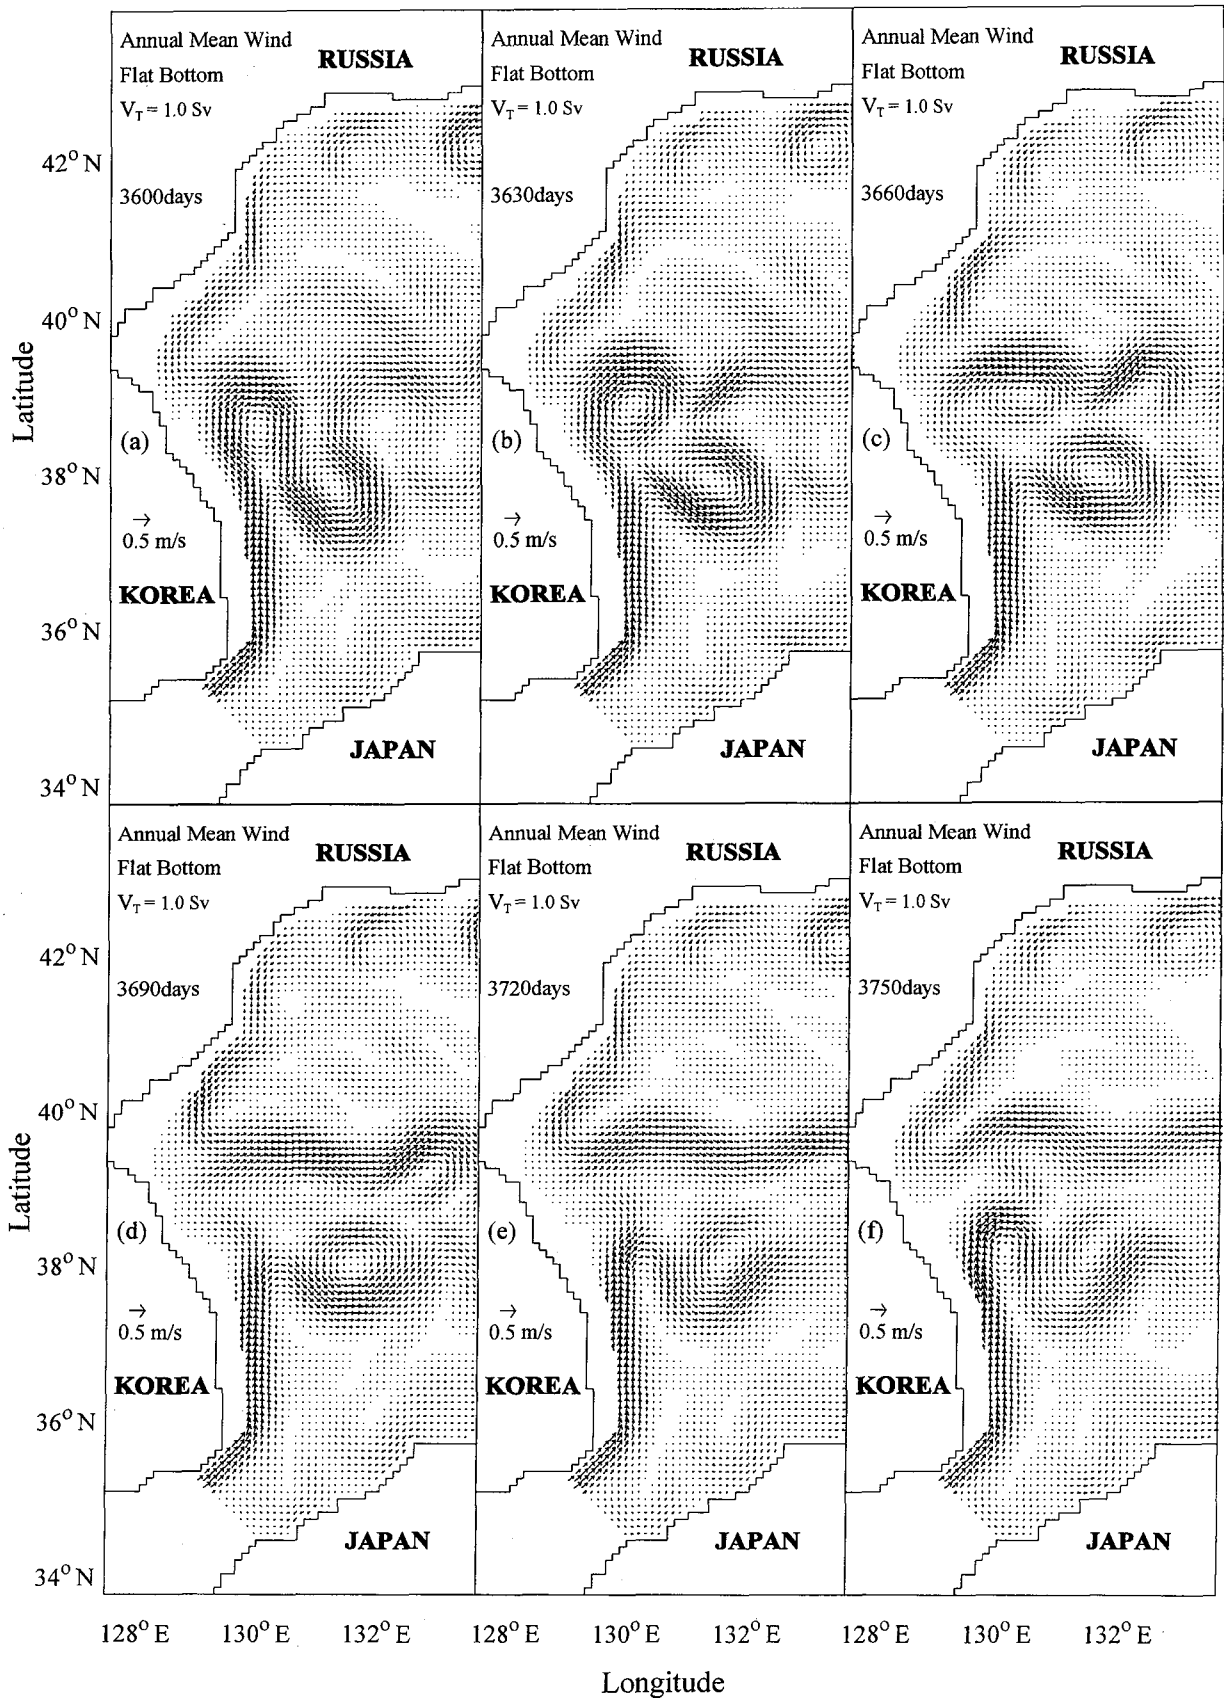 Annual Mean Wind
Flat Bottom
V_T = 1.0 Sv
RUSSIA
3600days
(a)
0.5 m/s
KOREA
JAPAN
Annual Mean Wind
Flat Bottom
V_T = 1.0 Sv
RUSSIA
3630days
(b)
0.5 m/s
KOREA
JAPAN
Annual Mean Wind
Flat Bottom
V_T = 1.0 Sv
RUSSIA
3660days
(c)
0.5 m/s
KOREA
JAPAN
42° N
40° N
38° N
36° N
34° N
Latitude
Annual Mean Wind
Flat Bottom
V_T = 1.0 Sv
RUSSIA
3690days
(d)
0.5 m/s
KOREA
JAPAN
Annual Mean Wind
Flat Bottom
V_T = 1.0 Sv
RUSSIA
3720days
(e)
0.5 m/s
KOREA
JAPAN
Annual Mean Wind
Flat Bottom
V_T = 1.0 Sv
RUSSIA
3750days
(f)
0.5 m/s
KOREA
JAPAN
42° N
40° N
38° N
36° N
34° N
Latitude
128° E 130° E 132° E 128° E 130° E 132° E 128° E 130° E 132° E
Longitude